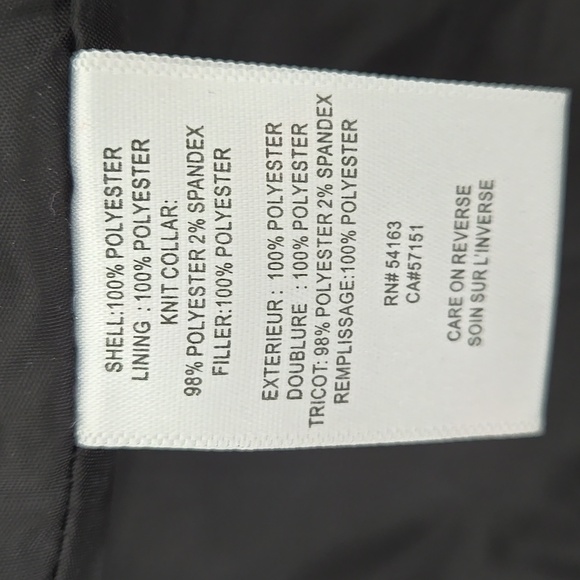 SHELL:100% POLYESTER
LINING : 100% POLYESTER
KNIT COLLAR:
98% POLYESTER 2% SPANDEX
FILLER:100% POLYESTER
EXTERIEUR : 100% POLYESTER
DOUBLURE : 100% POLYESTER
TRICOT: 98% POLYESTER 2% SPANDEX
REMPLISSAGE:100% POLYESTER
RN# 54163
CA#57151
CARE ON REVERSE
SOIN SUR L'INVERSE